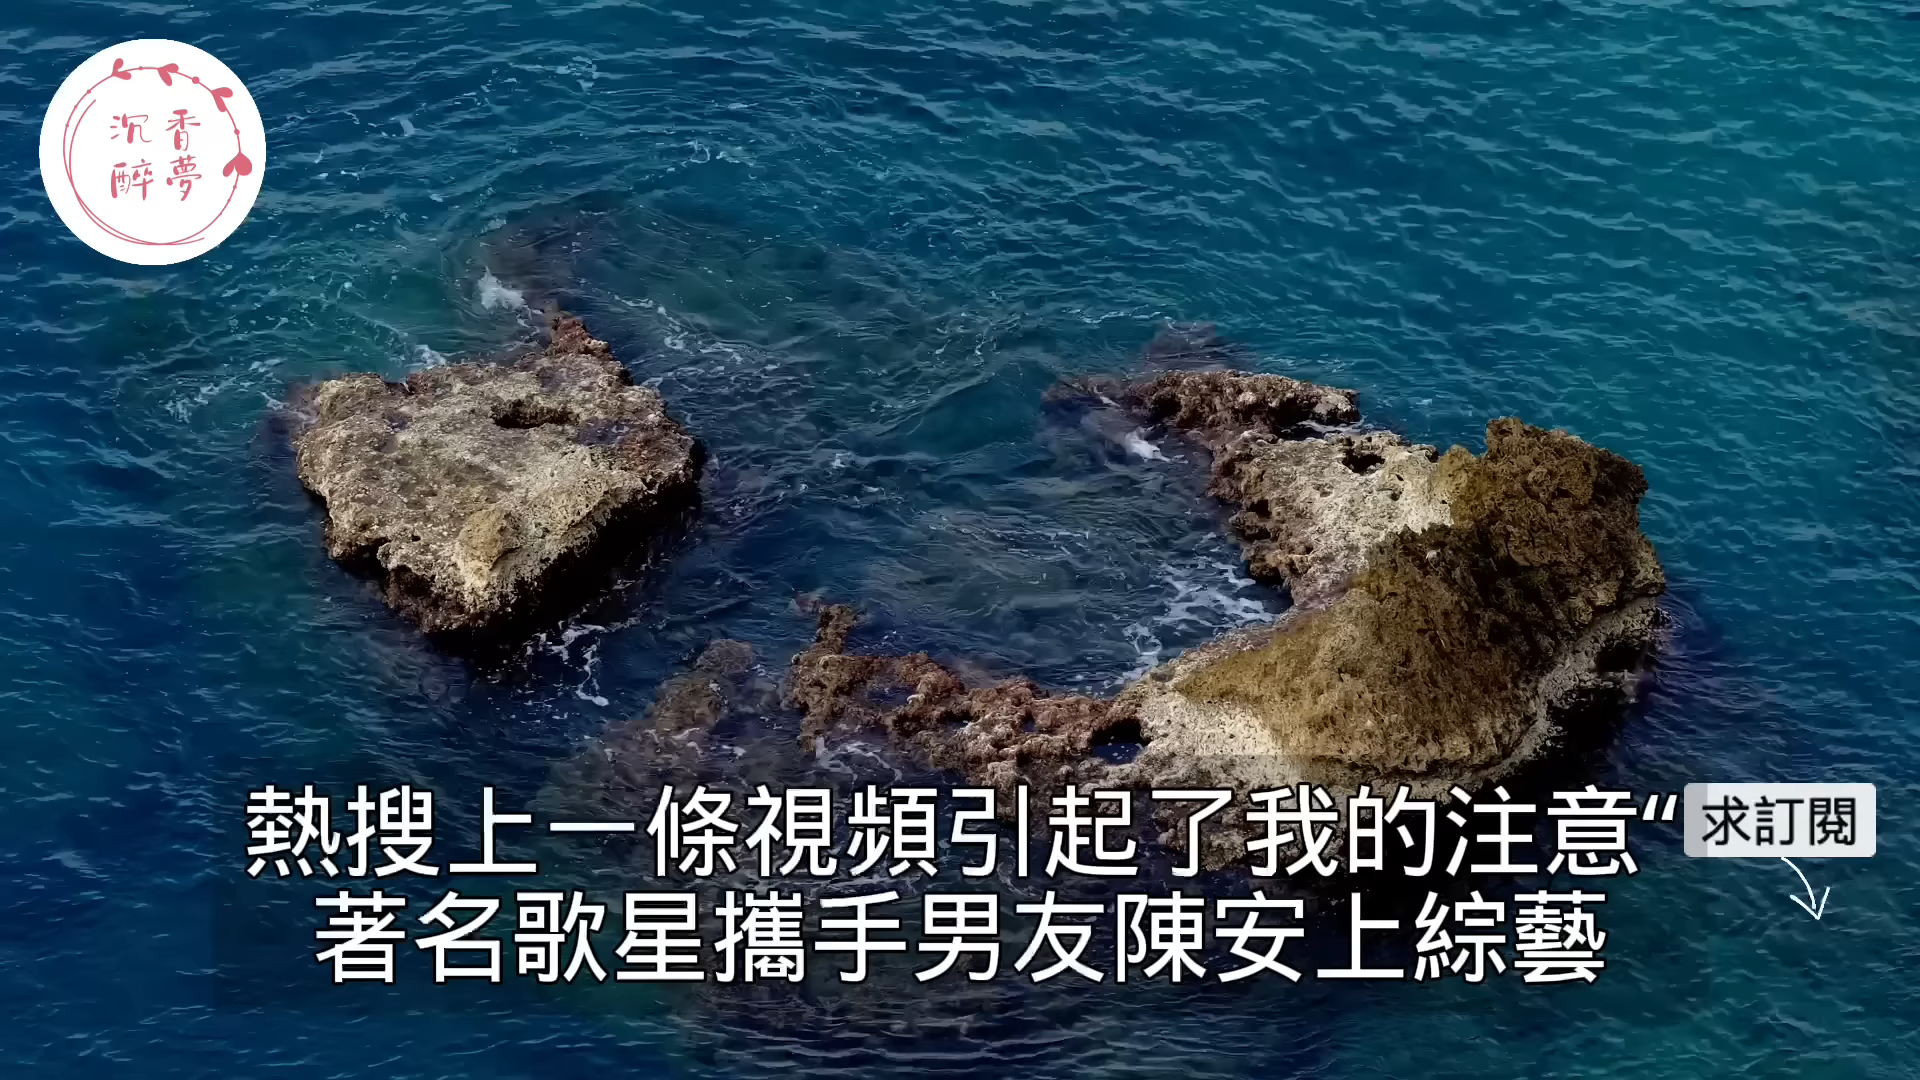 沉香
醉夢
熱搜上一條視頻引起了我的注意“
著名歌星攜手男友陳安上綜藝
求訂閱